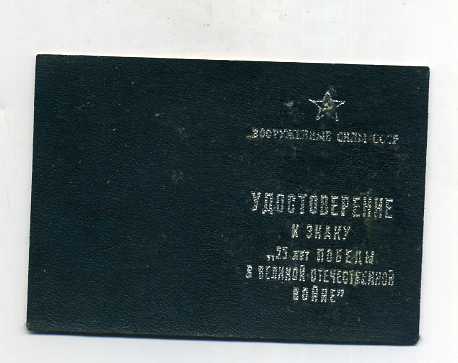 ВООРУЖЕННЫЕ СИЛЫ СССР
УДОСТОВЕРЕНИЕ
К ЗНАКУ
„25 лет ПОБЕДЫ
В ВЕЛИКОЙ ОТЕЧЕСТВЕННОЙ
ВОЙНЕ"